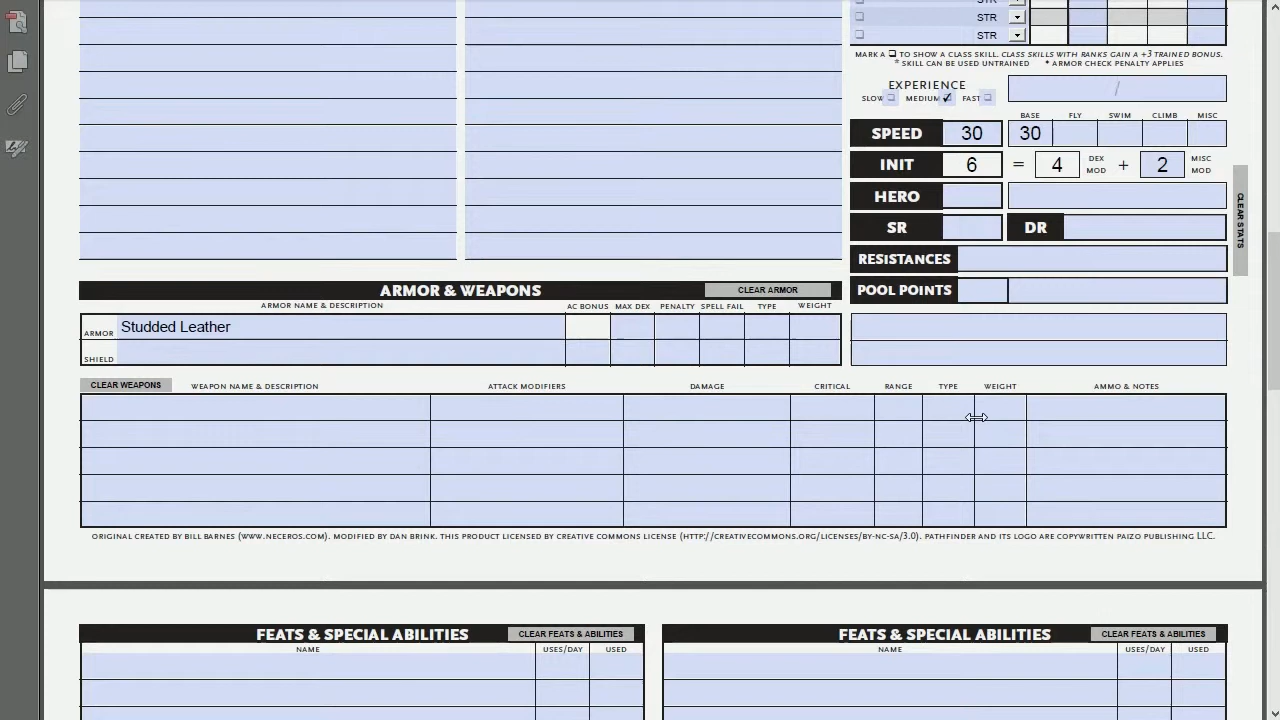 STR
STR
STR
MARK A ❑ TO SHOW A CLASS SKILL. CLASS SKILLS WITH RANKS GAIN A +3 TRAINED BONUS.
* SKILL CAN BE USED UNTRAINED * ARMOR CHECK PENALTY APPLIES
EXPERIENCE /
SLOW MEDIUM ✓ FAST
BASE FLY SWIM CLIMB MISC
SPEED 30 30
INIT 6 = 4 DEX MOD + 2 MISC MOD
HERO
SR DR
RESISTANCES
POOL POINTS
CLEAR STATS
ARMOR & WEAPONS CLEAR ARMOR
ARMOR NAME & DESCRIPTION AC BONUS MAX DEX PENALTY SPELL FAIL TYPE WEIGHT
ARMOR Studded Leather
SHIELD
CLEAR WEAPONS WEAPON NAME & DESCRIPTION ATTACK MODIFIERS DAMAGE CRITICAL RANGE TYPE WEIGHT AMMO & NOTES
ORIGINAL CREATED BY BILL BARNES (WWW.NECEROS.COM). MODIFIED BY DAN BRINK. THIS PRODUCT LICENSED BY CREATIVE COMMONS LICENSE (HTTP://CREATIVECOMMONS.ORG/LICENSES/BY-NC-SA/3.0). PATHFINDER AND ITS LOGO ARE COPYWRITTEN PAIZO PUBLISHING LLC.
FEATS & SPECIAL ABILITIES CLEAR FEATS & ABILITIES FEATS & SPECIAL ABILITIES CLEAR FEATS & ABILITIES
NAME USES/DAY USED NAME USES/DAY USED